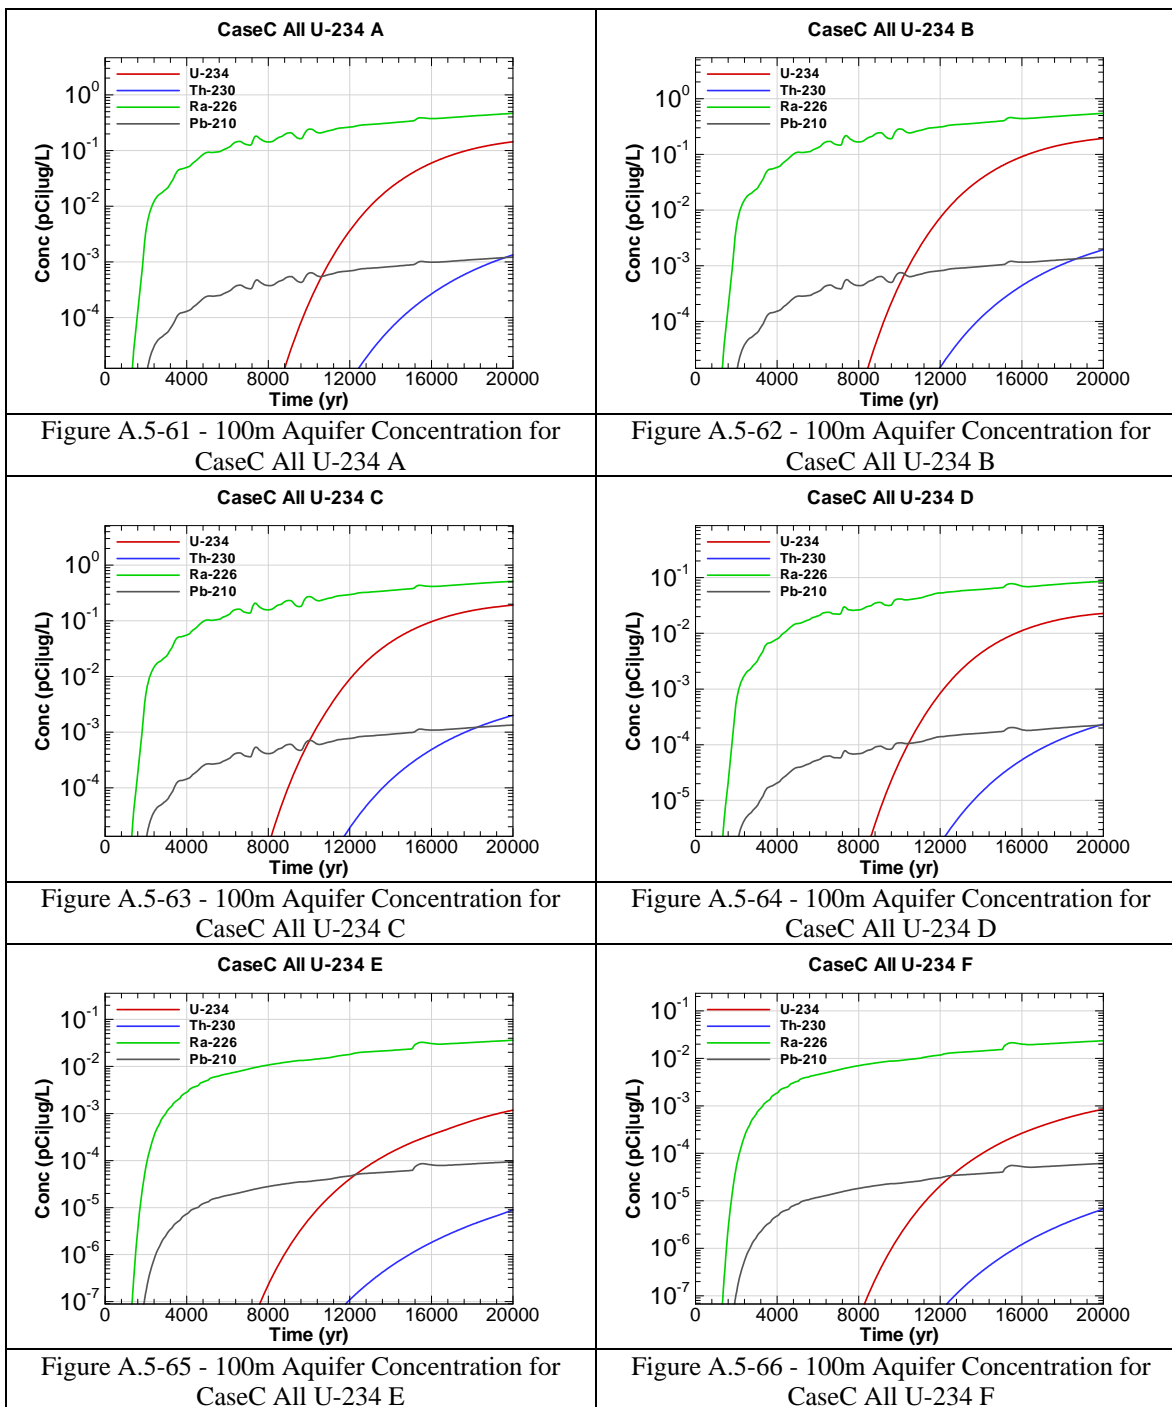 CaseC All U-234 A
U-234
Th-230
Ra-226
Pb-210
10^0
10^-1
10^-2
10^-3
10^-4
Conc (pCi|ug/L)
0 4000 8000 12000 16000 20000
Time (yr)
Figure A.5-61 - 100m Aquifer Concentration for
CaseC All U-234 A
CaseC All U-234 B
U-234
Th-230
Ra-226
Pb-210
10^0
10^-1
10^-2
10^-3
10^-4
Conc (pCi|ug/L)
0 4000 8000 12000 16000 20000
Time (yr)
Figure A.5-62 - 100m Aquifer Concentration for
CaseC All U-234 B
CaseC All U-234 C
U-234
Th-230
Ra-226
Pb-210
10^0
10^-1
10^-2
10^-3
10^-4
Conc (pCi|ug/L)
0 4000 8000 12000 16000 20000
Time (yr)
Figure A.5-63 - 100m Aquifer Concentration for
CaseC All U-234 C
CaseC All U-234 D
U-234
Th-230
Ra-226
Pb-210
10^-1
10^-2
10^-3
10^-4
10^-5
Conc (pCi|ug/L)
0 4000 8000 12000 16000 20000
Time (yr)
Figure A.5-64 - 100m Aquifer Concentration for
CaseC All U-234 D
CaseC All U-234 E
U-234
Th-230
Ra-226
Pb-210
10^-1
10^-2
10^-3
10^-4
10^-5
10^-6
10^-7
Conc (pCi|ug/L)
0 4000 8000 12000 16000 20000
Time (yr)
Figure A.5-65 - 100m Aquifer Concentration for
CaseC All U-234 E
CaseC All U-234 F
U-234
Th-230
Ra-226
Pb-210
10^-1
10^-2
10^-3
10^-4
10^-5
10^-6
10^-7
Conc (pCi|ug/L)
0 4000 8000 12000 16000 20000
Time (yr)
Figure A.5-66 - 100m Aquifer Concentration for
CaseC All U-234 F